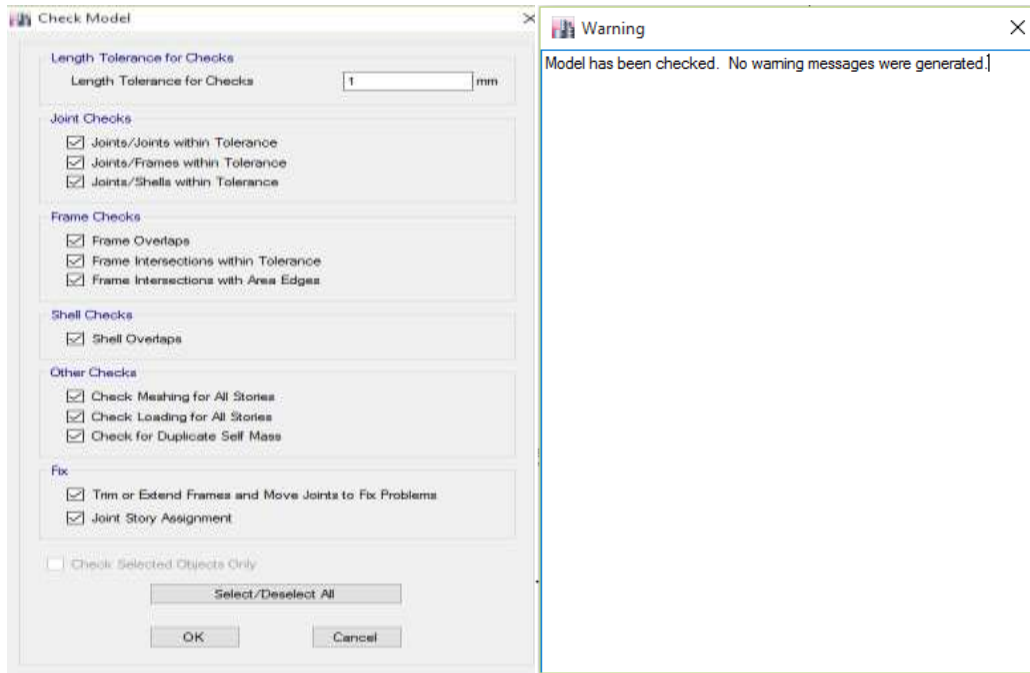 Check Model
Length Tolerance for Checks
Length Tolerance for Checks 1 mm
Joint Checks
Joints/Joints within Tolerance
Joints/Frames within Tolerance
Joints/Shells within Tolerance
Frame Checks
Frame Overlaps
Frame Intersections within Tolerance
Frame Intersections with Area Edges
Shell Checks
Shell Overlaps
Other Checks
Check Meshing for All Stories
Check Loading for All Stories
Check for Duplicate Self Mass
Fix
Trim or Extend Frames and Move Joints to Fix Problems
Joint Story Assignment
Check Selected Objects Only
Select/Deselect All
OK Cancel
Warning
Model has been checked. No warning messages were generated.